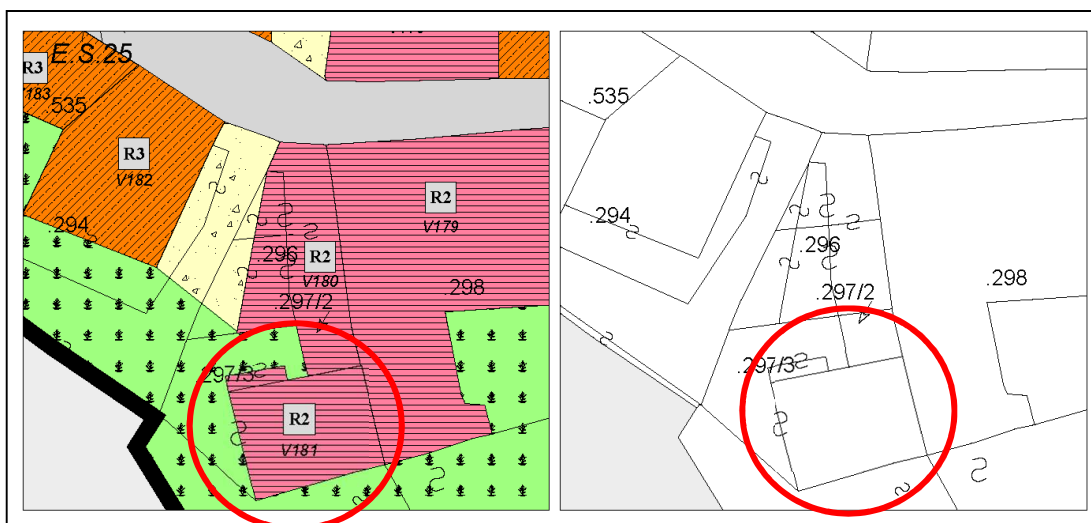 E.S.25
R3
183
.535
R3
V182
R2
V179
.294
.296
R2
V180
.298
.297/2
.297/3
R2
V181
.535
.294
.296
.297/2
.298
.297/3